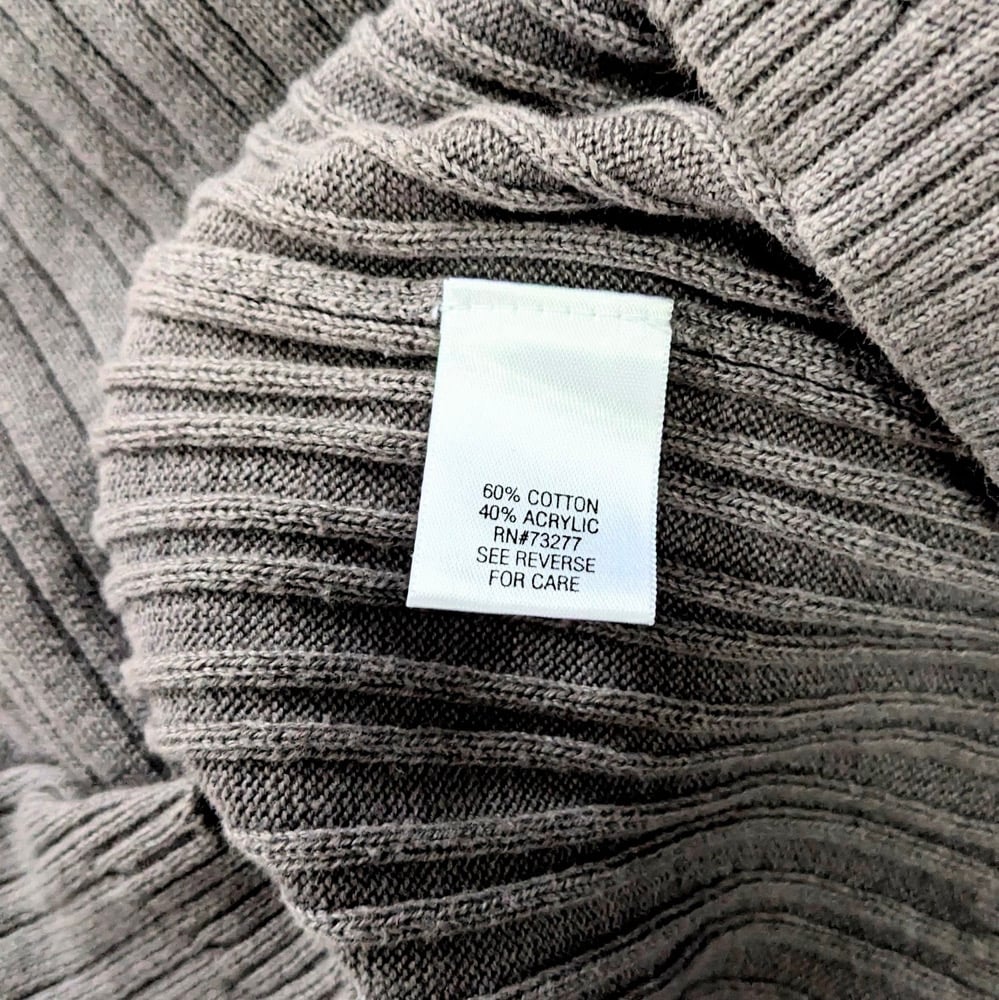 60% COTTON
40% ACRYLIC
RN#73277
SEE REVERSE
FOR CARE